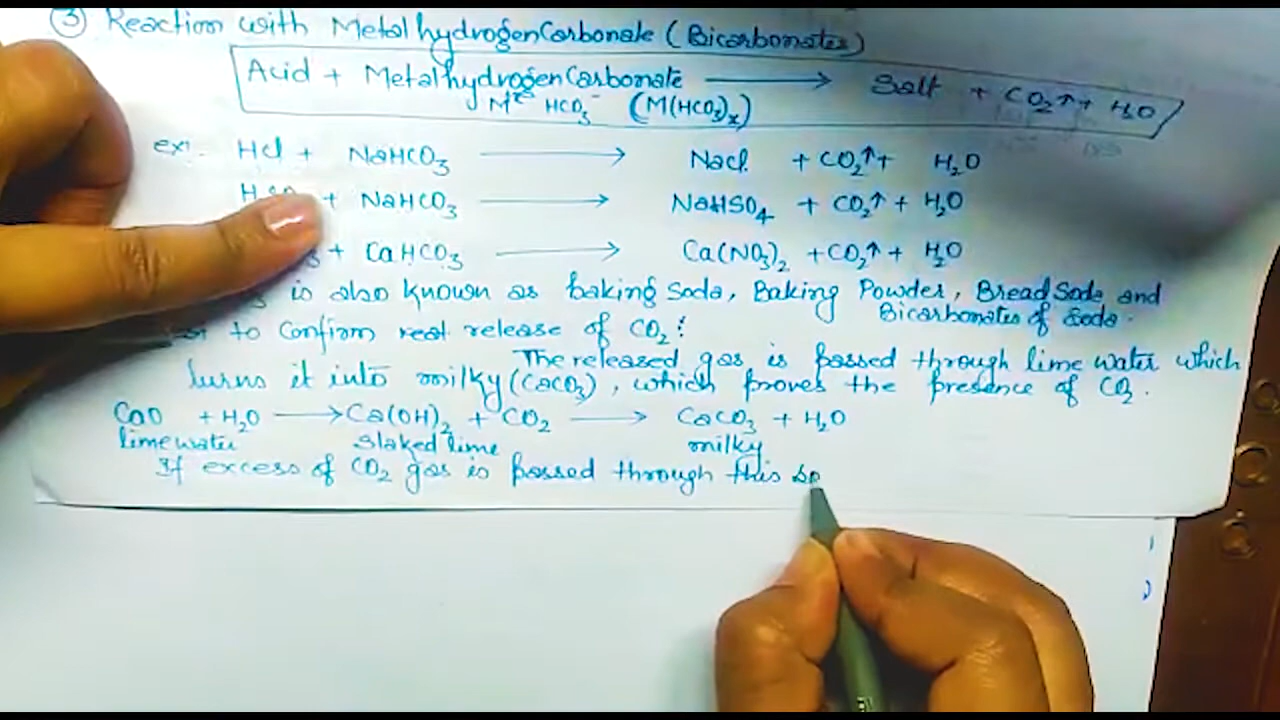 ③ Reaction with Metal hydrogen Carbonate (Bicarbonates)
Acid + Metal hydrogen Carbonate ⟶ Salt + CO₂↑ + H₂O
HCO₃⁻ (M(HCO₃)ₓ)
ex. HCl + NaHCO₃ ⟶ NaCl + CO₂↑ + H₂O
+ NaHCO₃ ⟶ NaHSO₄ + CO₂↑ + H₂O
+ CaHCO₃ ⟶ Ca(NO₃)₂ + CO₂↑ + H₂O
is also known as baking Soda, Baking Powder, Bread Soda and
Bicarbonates of Soda.
to Confirm real release of CO₂:
The released gas is passed through lime water which
turns it into milky (CaCO₃), which proves the presence of CO₂.
CaO + H₂O ⟶ Ca(OH)₂ + CO₂ ⟶ CaCO₃ + H₂O
lime water Slaked lime milky
If excess of CO₂ gas is passed through this so